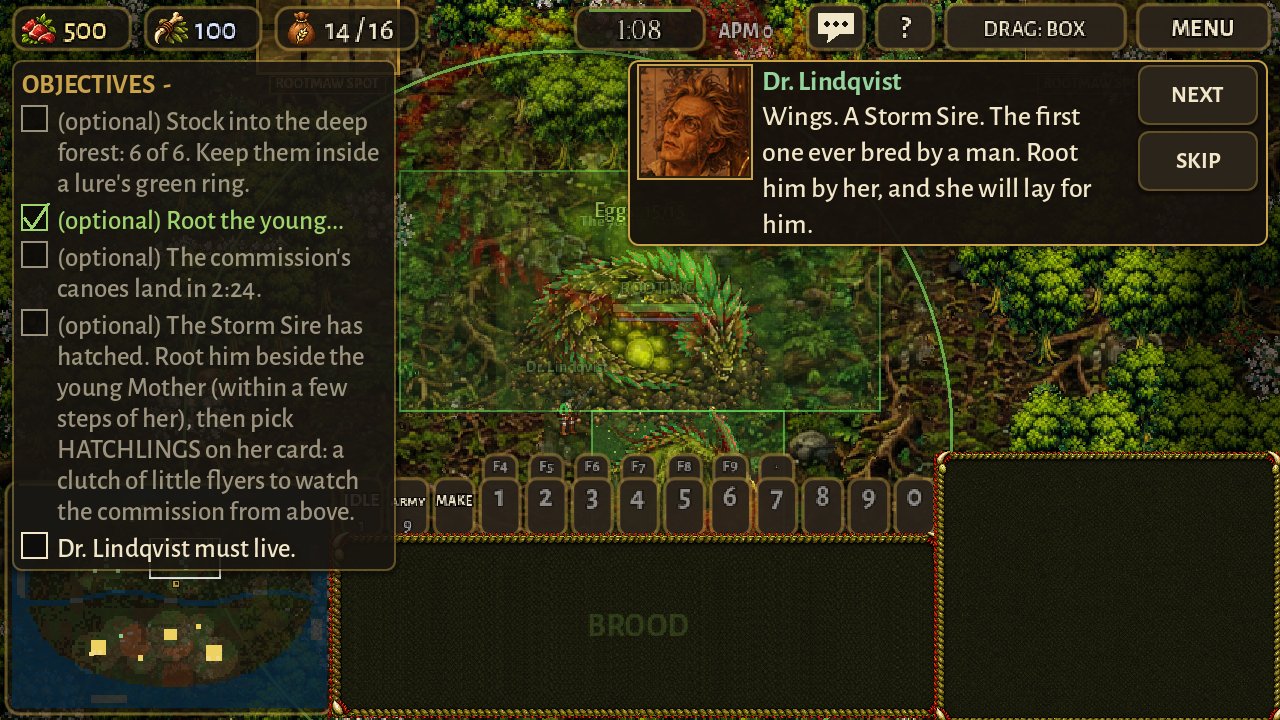 500
100
14/16
1:08
APM 0
?
DRAG: BOX
MENU
ROOTMAW SPOT
OBJECTIVES -
(optional) Stock into the deep
forest: 6 of 6. Keep them inside
a lure's green ring.
(optional) Root the young...
(optional) The commission's
canoes land in 2:24.
(optional) The Storm Sire has
hatched. Root him beside the
young Mother (within a few
steps of her), then pick
HATCHLINGS on her card: a
clutch of little flyers to watch
the commission from above.
Dr. Lindqvist must live.
Dr. Lindqvist
Wings. A Storm Sire. The first
one ever bred by a man. Root
him by her, and she will lay for
him.
NEXT
SKIP
ROOTING
Dr. Lindqvist
F4 F5 F6 F7 F8 F9
IDLE
ARMY
9
MAKE
1 2 3 4 5 6 7 8 9 0
BROOD